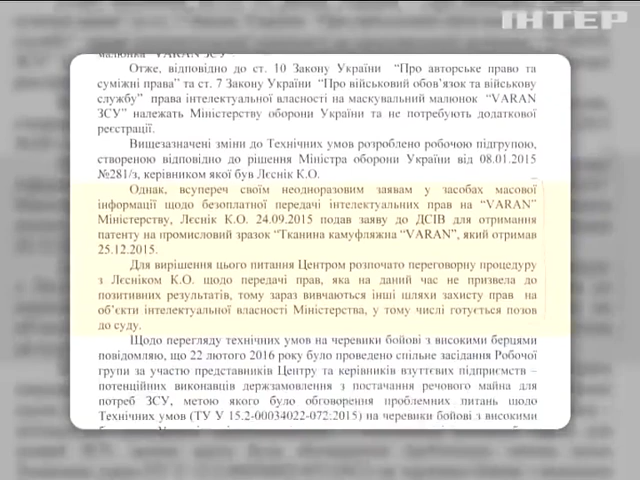 ІНТЕР
малюнка "VARAN ЗСУ".
Отже, відповідно до ст. 10 Закону України "Про авторське право та
суміжні права" та ст. 7 Закону України "Про військовий обов'язок та військову
службу" права інтелектуальної власності на маскувальний малюнок "VARAN
ЗСУ" належать Міністерству оборони України та не потребують додаткової
реєстрації.
Вищезазначені зміни до Технічних умов розроблено робочою підгрупою,
створеною відповідно до рішення Міністра оборони України від 08.01.2015
№281/з, керівником якої був Лєснік К.О.
Однак, всупереч своїм неодноразовим заявам у засобах масової
інформації щодо безоплатної передачі інтелектуальних прав на "VARAN"
Міністерству, Лєснік К.О. 24.09.2015 подав заяву до ДСІВ для отримання
патенту на промисловий зразок "Тканина камуфляжна "VARAN", який отримав
25.12.2015.
Для вирішення цього питання Центром розпочато переговорну процедуру
з Лєсніком К.О. щодо передачі прав, яка на даний час не призвела до
позитивних результатів, тому зараз вивчаються інші шляхи захисту прав на
об'єкти інтелектуальної власності Міністерства, у тому числі готується позов
до суду.
Щодо перегляду технічних умов на черевики бойові з високими берцями
повідомляю, що 22 лютого 2016 року було проведено спільне засідання Робочої
групи за участю представників Центру та керівників взуттєвих підприємств –
потенційних виконавців держзамовлення з постачання речового майна для
потреб ЗСУ, метою якого було обговорення проблемних питань щодо
Технічних умов (ТУ У 15.2-00034022-072:2015) на черевики бойові з високими